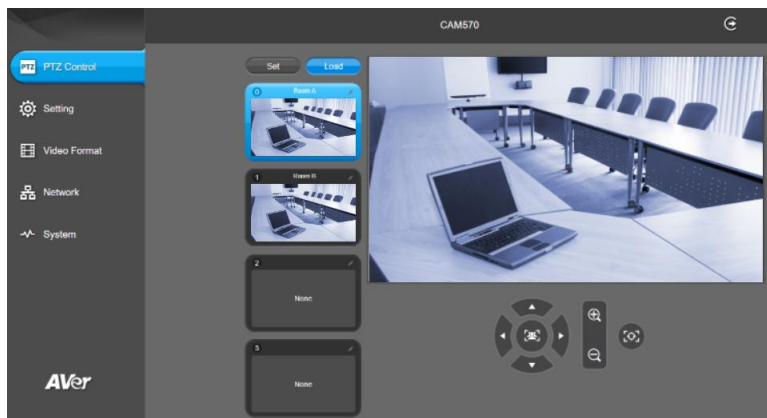 CAM570
PTZ PTZ Control
Setting
Video Format
Network
System
AVer
Set Load
0 Room A
1 Room B
2
None
3
None